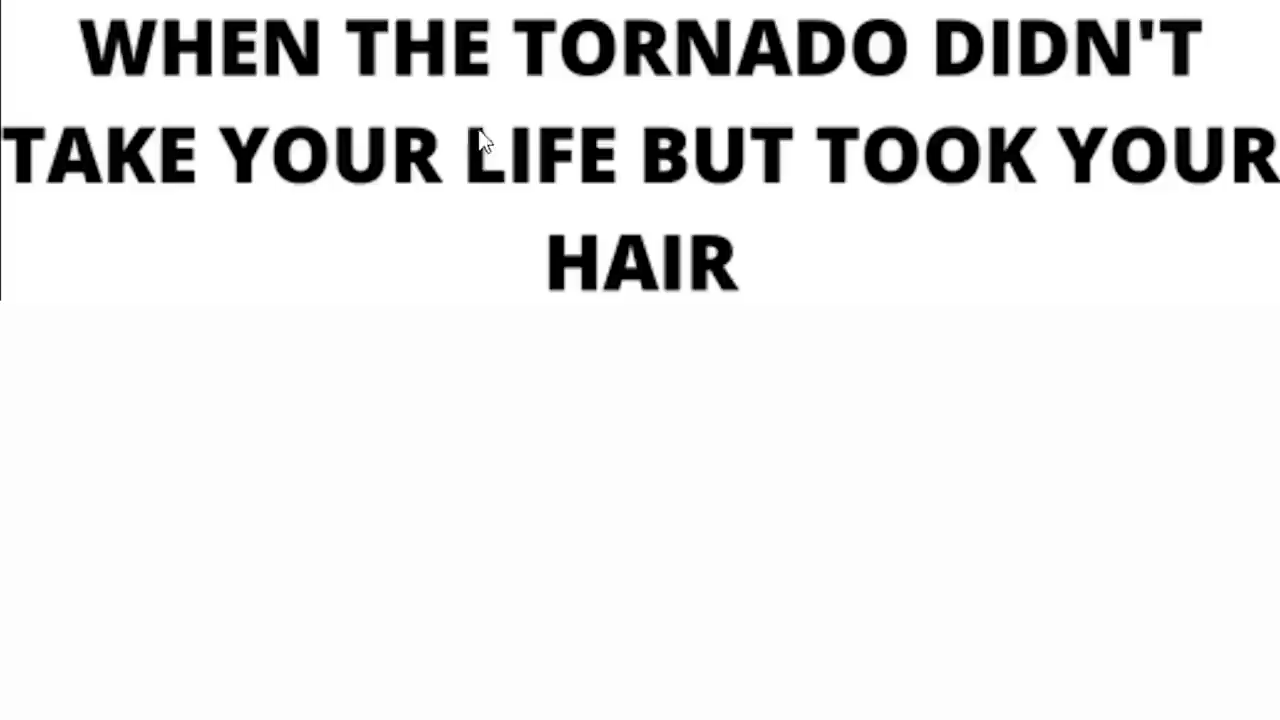 WHEN THE TORNADO DIDN'T
TAKE YOUR LIFE BUT TOOK YOUR
HAIR